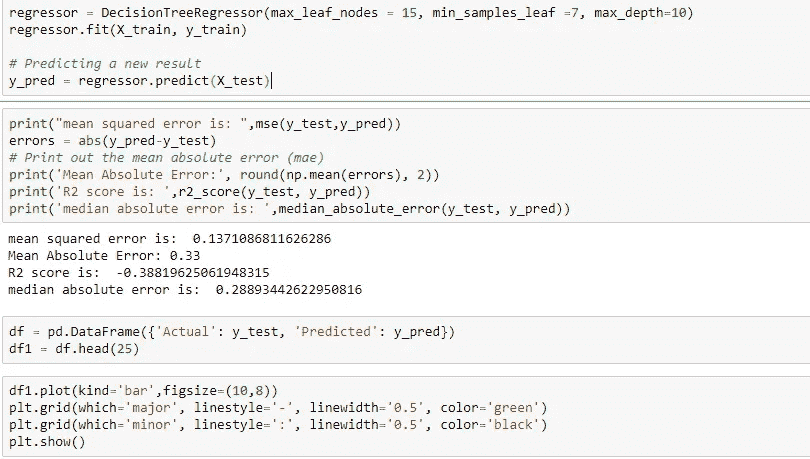 regressor = DecisionTreeRegressor(max_leaf_nodes = 15, min_samples_leaf =7, max_depth=10)
regressor.fit(X_train, y_train)
# Predicting a new result
y_pred = regressor.predict(X_test)
print("mean squared error is: ",mse(y_test,y_pred))
errors = abs(y_pred-y_test)
# Print out the mean absolute error (mae)
print('Mean Absolute Error:', round(np.mean(errors), 2))
print('R2 score is: ',r2_score(y_test, y_pred))
print('median absolute error is: ',median_absolute_error(y_test, y_pred))
mean squared error is:  0.1371086811626286
Mean Absolute Error: 0.33
R2 score is:  -0.38819625061948315
median absolute error is:  0.28893442622950816
df = pd.DataFrame({'Actual': y_test, 'Predicted': y_pred})
df1 = df.head(25)
df1.plot(kind='bar',figsize=(10,8))
plt.grid(which='major', linestyle='-', linewidth='0.5', color='green')
plt.grid(which='minor', linestyle=':', linewidth='0.5', color='black')
plt.show()